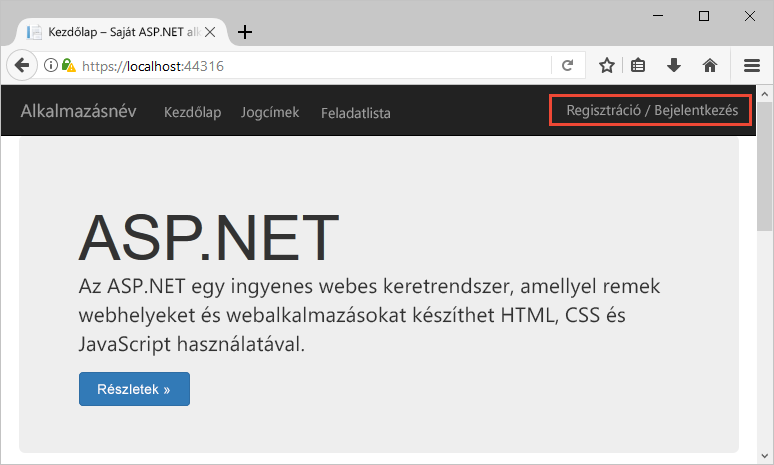 Kezdőlap – Saját ASP.NET alk
https://localhost:44316
Alkalmazásnév Kezdőlap Jogcímek Feladatlista Regisztráció / Bejelentkezés
ASP.NET
Az ASP.NET egy ingyenes webes keretrendszer, amellyel remek
webhelyeket és webalkalmazásokat készíthet HTML, CSS és
JavaScript használatával.
Részletek »